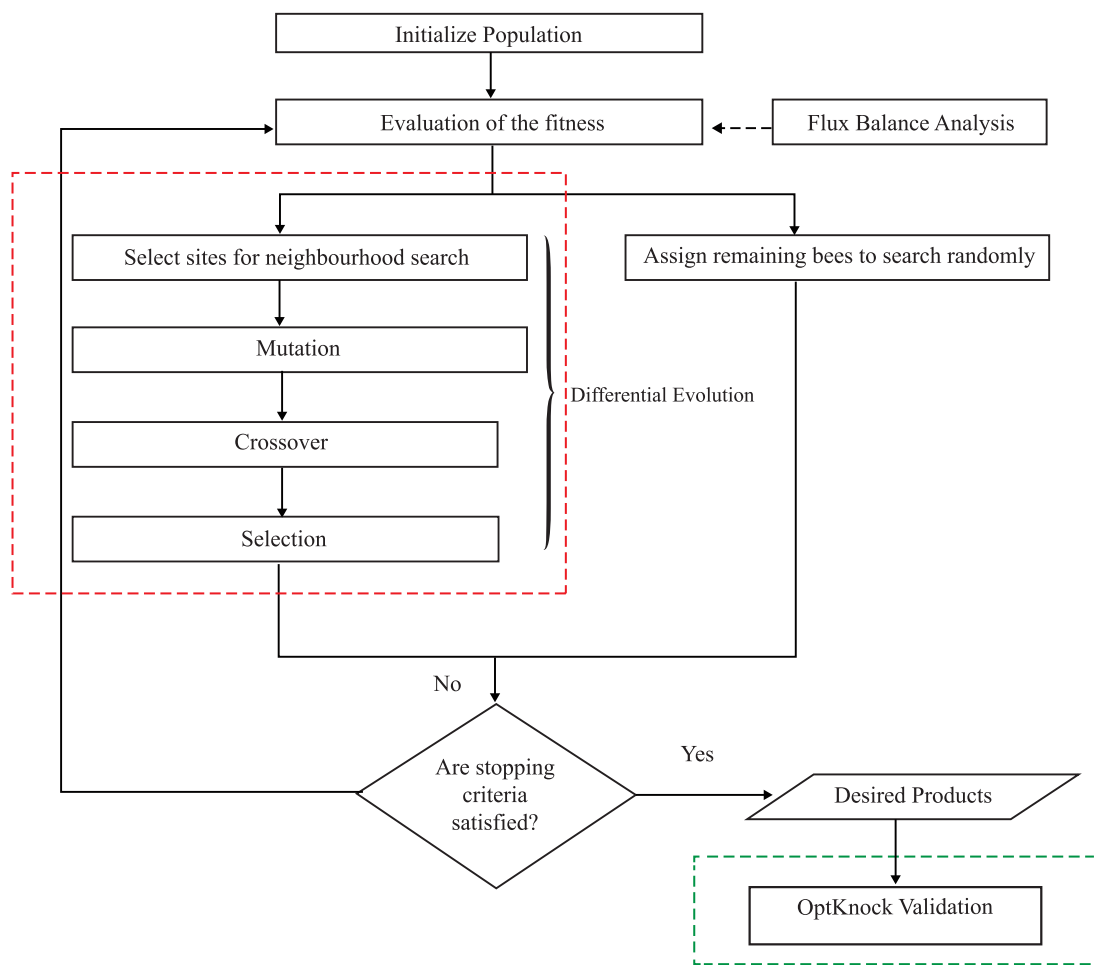 Initialize Population
Evaluation of the fitness
Flux Balance Analysis
Select sites for neighbourhood search
Assign remaining bees to search randomly
Mutation
Differential Evolution
Crossover
Selection
No
Are stopping
criteria
satisfied?
Yes
Desired Products
OptKnock Validation